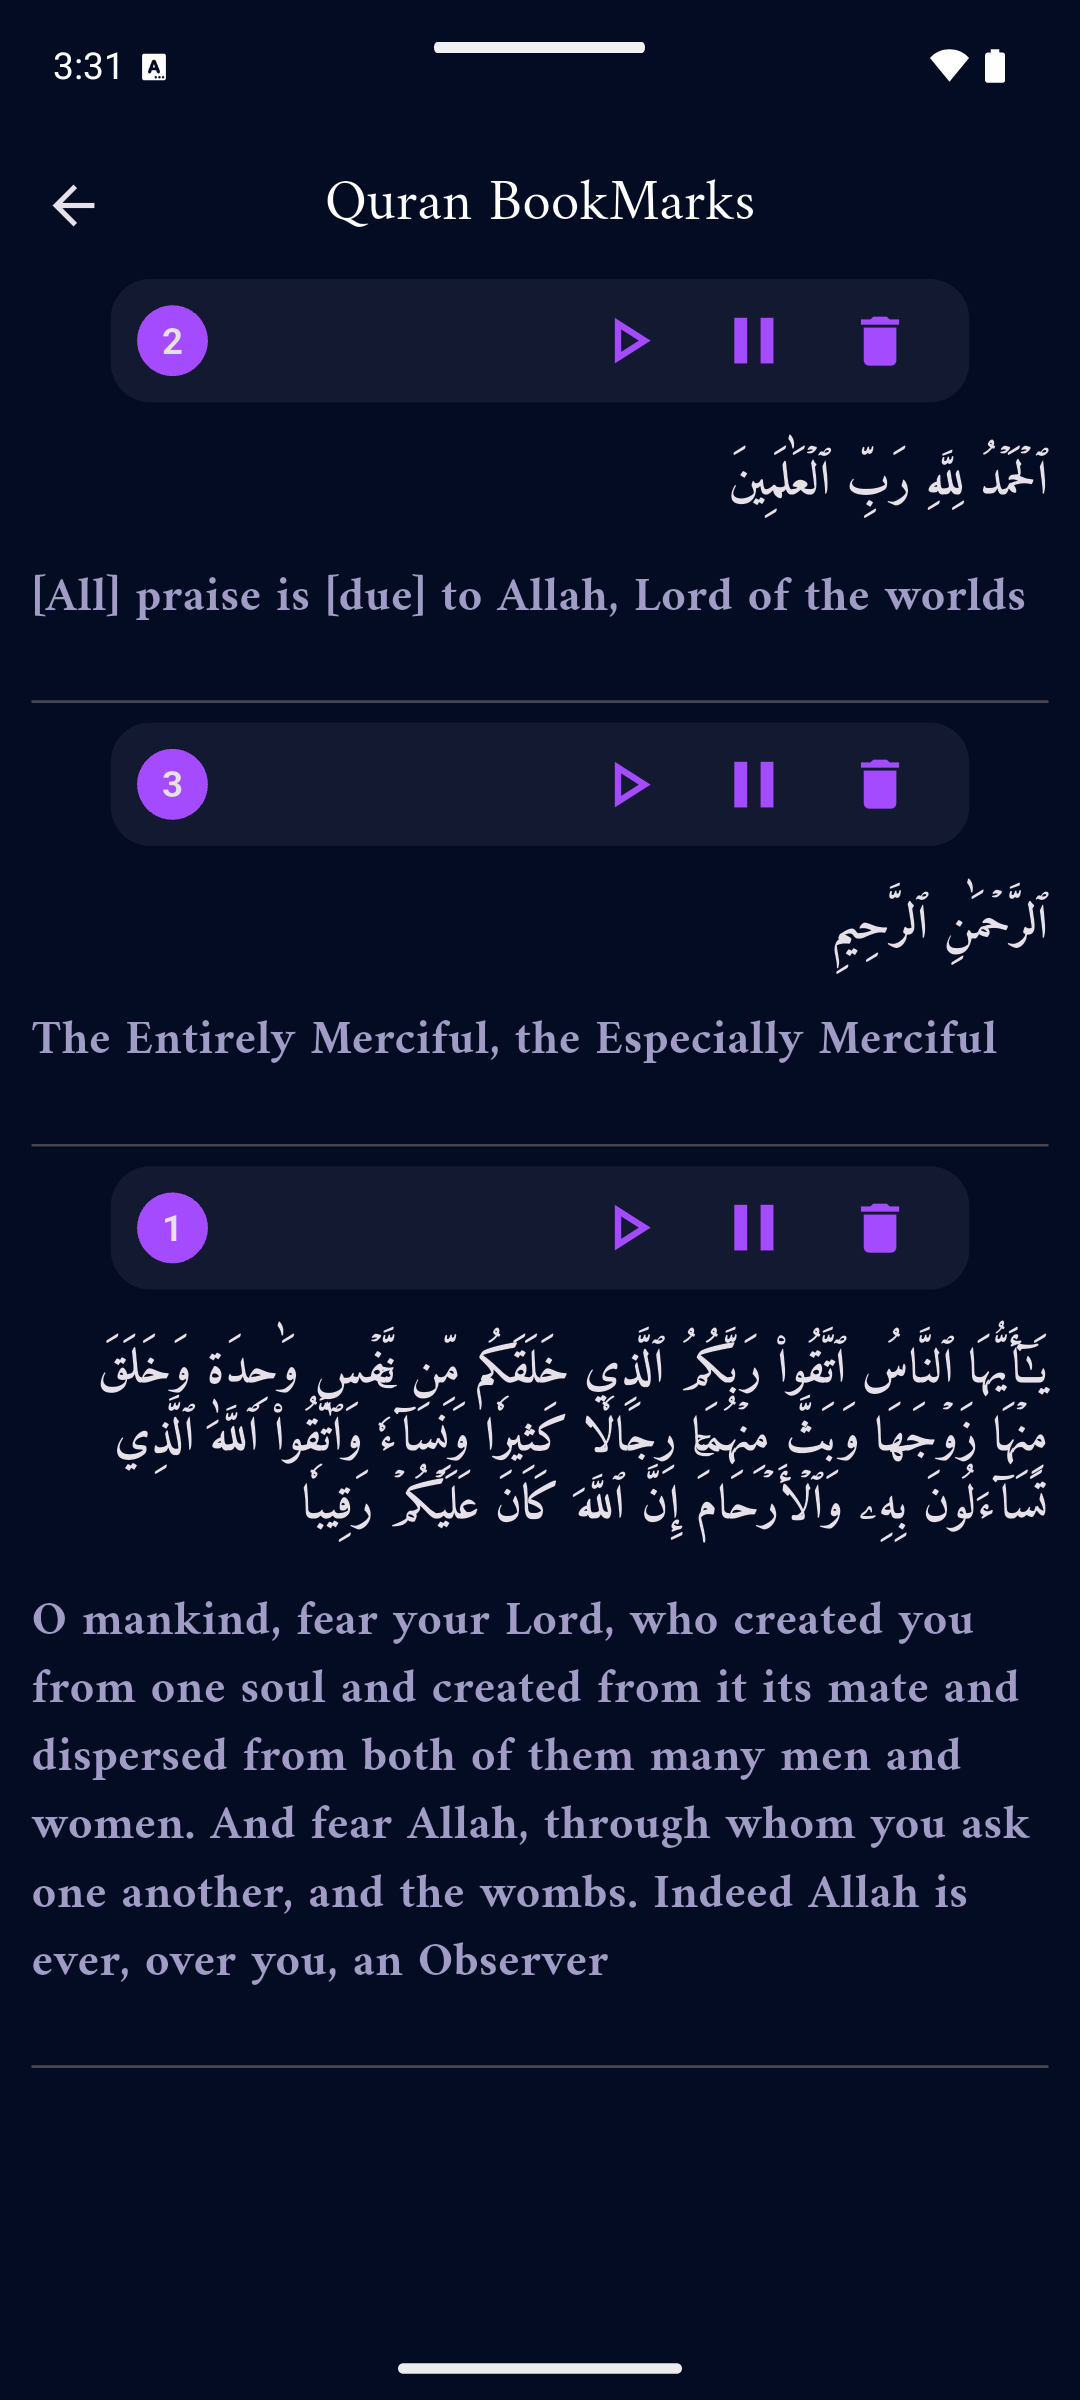 3:31
Quran BookMarks
2
ٱلۡحَمۡدُ لِلَّهِ رَبِّ ٱلۡعَٰلَمِينَ
[All] praise is [due] to Allah, Lord of the worlds
3
ٱلرَّحۡمَٰنِ ٱلرَّحِيمِ
The Entirely Merciful, the Especially Merciful
1
يَـٰٓأَيُّهَا ٱلنَّاسُ ٱتَّقُواْ رَبَّكُمُ ٱلَّذِي خَلَقَكُم مِّن نَّفۡسٖ وَٰحِدَةٖ وَخَلَقَ
مِنۡهَا زَوۡجَهَا وَبَثَّ مِنۡهُمَا رِجَالٗا كَثِيرٗا وَنِسَآءٗۚ وَٱتَّقُواْ ٱللَّهَ ٱلَّذِي
تَسَآءَلُونَ بِهِۦ وَٱلۡأَرۡحَامَۚ إِنَّ ٱللَّهَ كَانَ عَلَيۡكُمۡ رَقِيبٗا
O mankind, fear your Lord, who created you
from one soul and created from it its mate and
dispersed from both of them many men and
women. And fear Allah, through whom you ask
one another, and the wombs. Indeed Allah is
ever, over you, an Observer